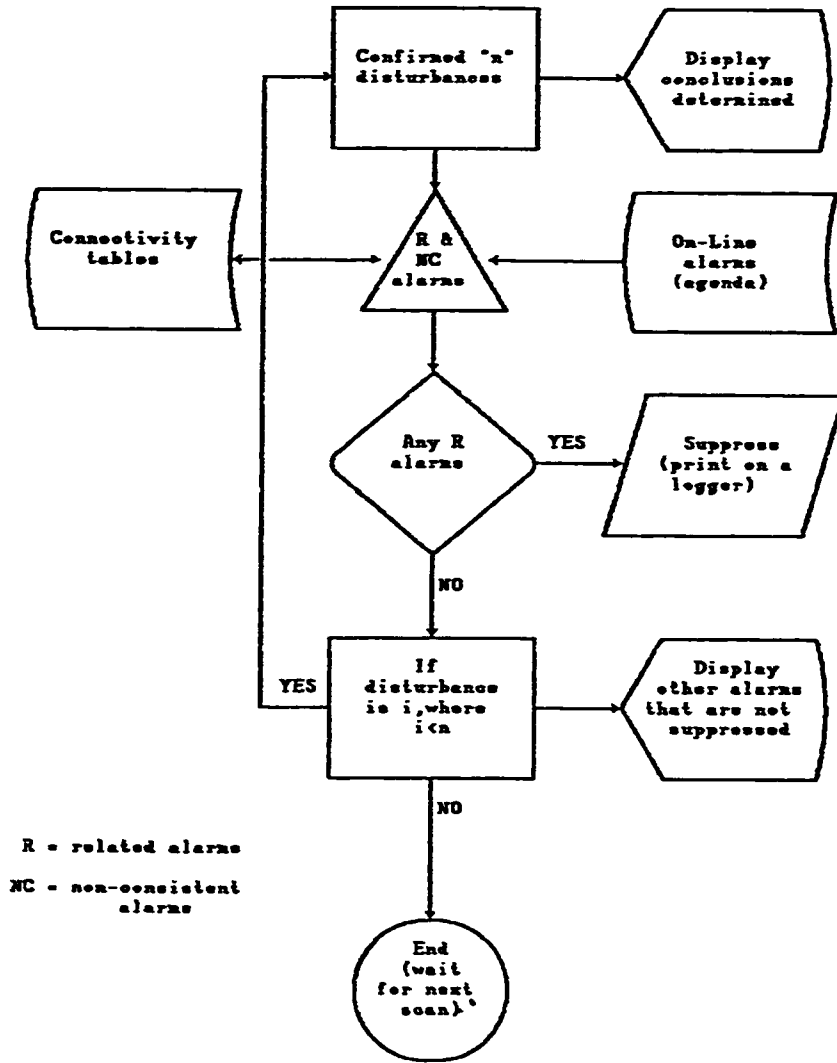 Confirmed "n"
disturbances
Display
conclusions
determined
Connectivity
tables
R &
NC
alarms
On-Line
alarms
(agenda)
Any R
alarms
YES
Suppress
(print on a
logger)
NO
If
disturbance
is i,where
i<n
YES
Display
other alarms
that are not
suppressed
NO
R = related alarms
NC = non-consistent
alarms
End
(wait
for next
scan)